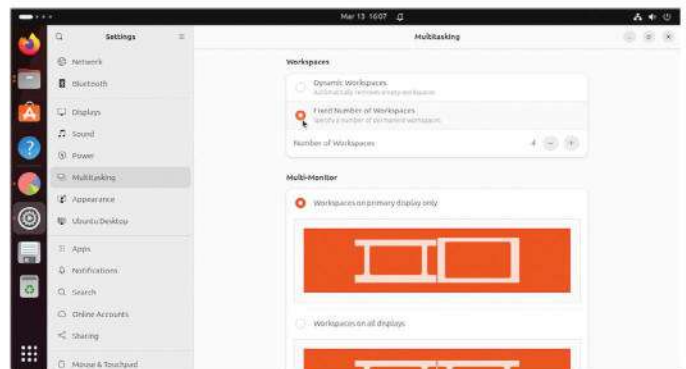 Mar 13 16:07
Settings
Multitasking
Network
Bluetooth
Displays
Sound
Power
Multitasking
Appearance
Ubuntu Desktop
Apps
Notifications
Search
Online Accounts
Sharing
Mouse & Touchpad
Workspaces
Dynamic Workspaces
Automatically removes empty workspaces
Fixed Number of Workspaces
Specify a number of permanent workspaces
Number of Workspaces
4
Multi-Monitor
Workspaces on primary display only
Workspaces on all displays